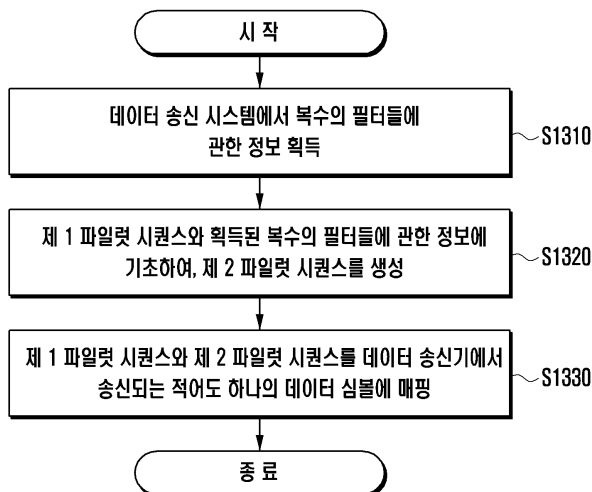 시 작
데이터 송신 시스템에서 복수의 필터들에
관한 정보 획득
S1310
제 1 파일럿 시퀀스와 획득된 복수의 필터들에 관한 정보에
기초하여, 제 2 파일럿 시퀀스를 생성
S1320
제 1 파일럿 시퀀스와 제 2 파일럿 시퀀스를 데이터 송신기에서
송신되는 적어도 하나의 데이터 심볼에 매핑
S1330
종 료